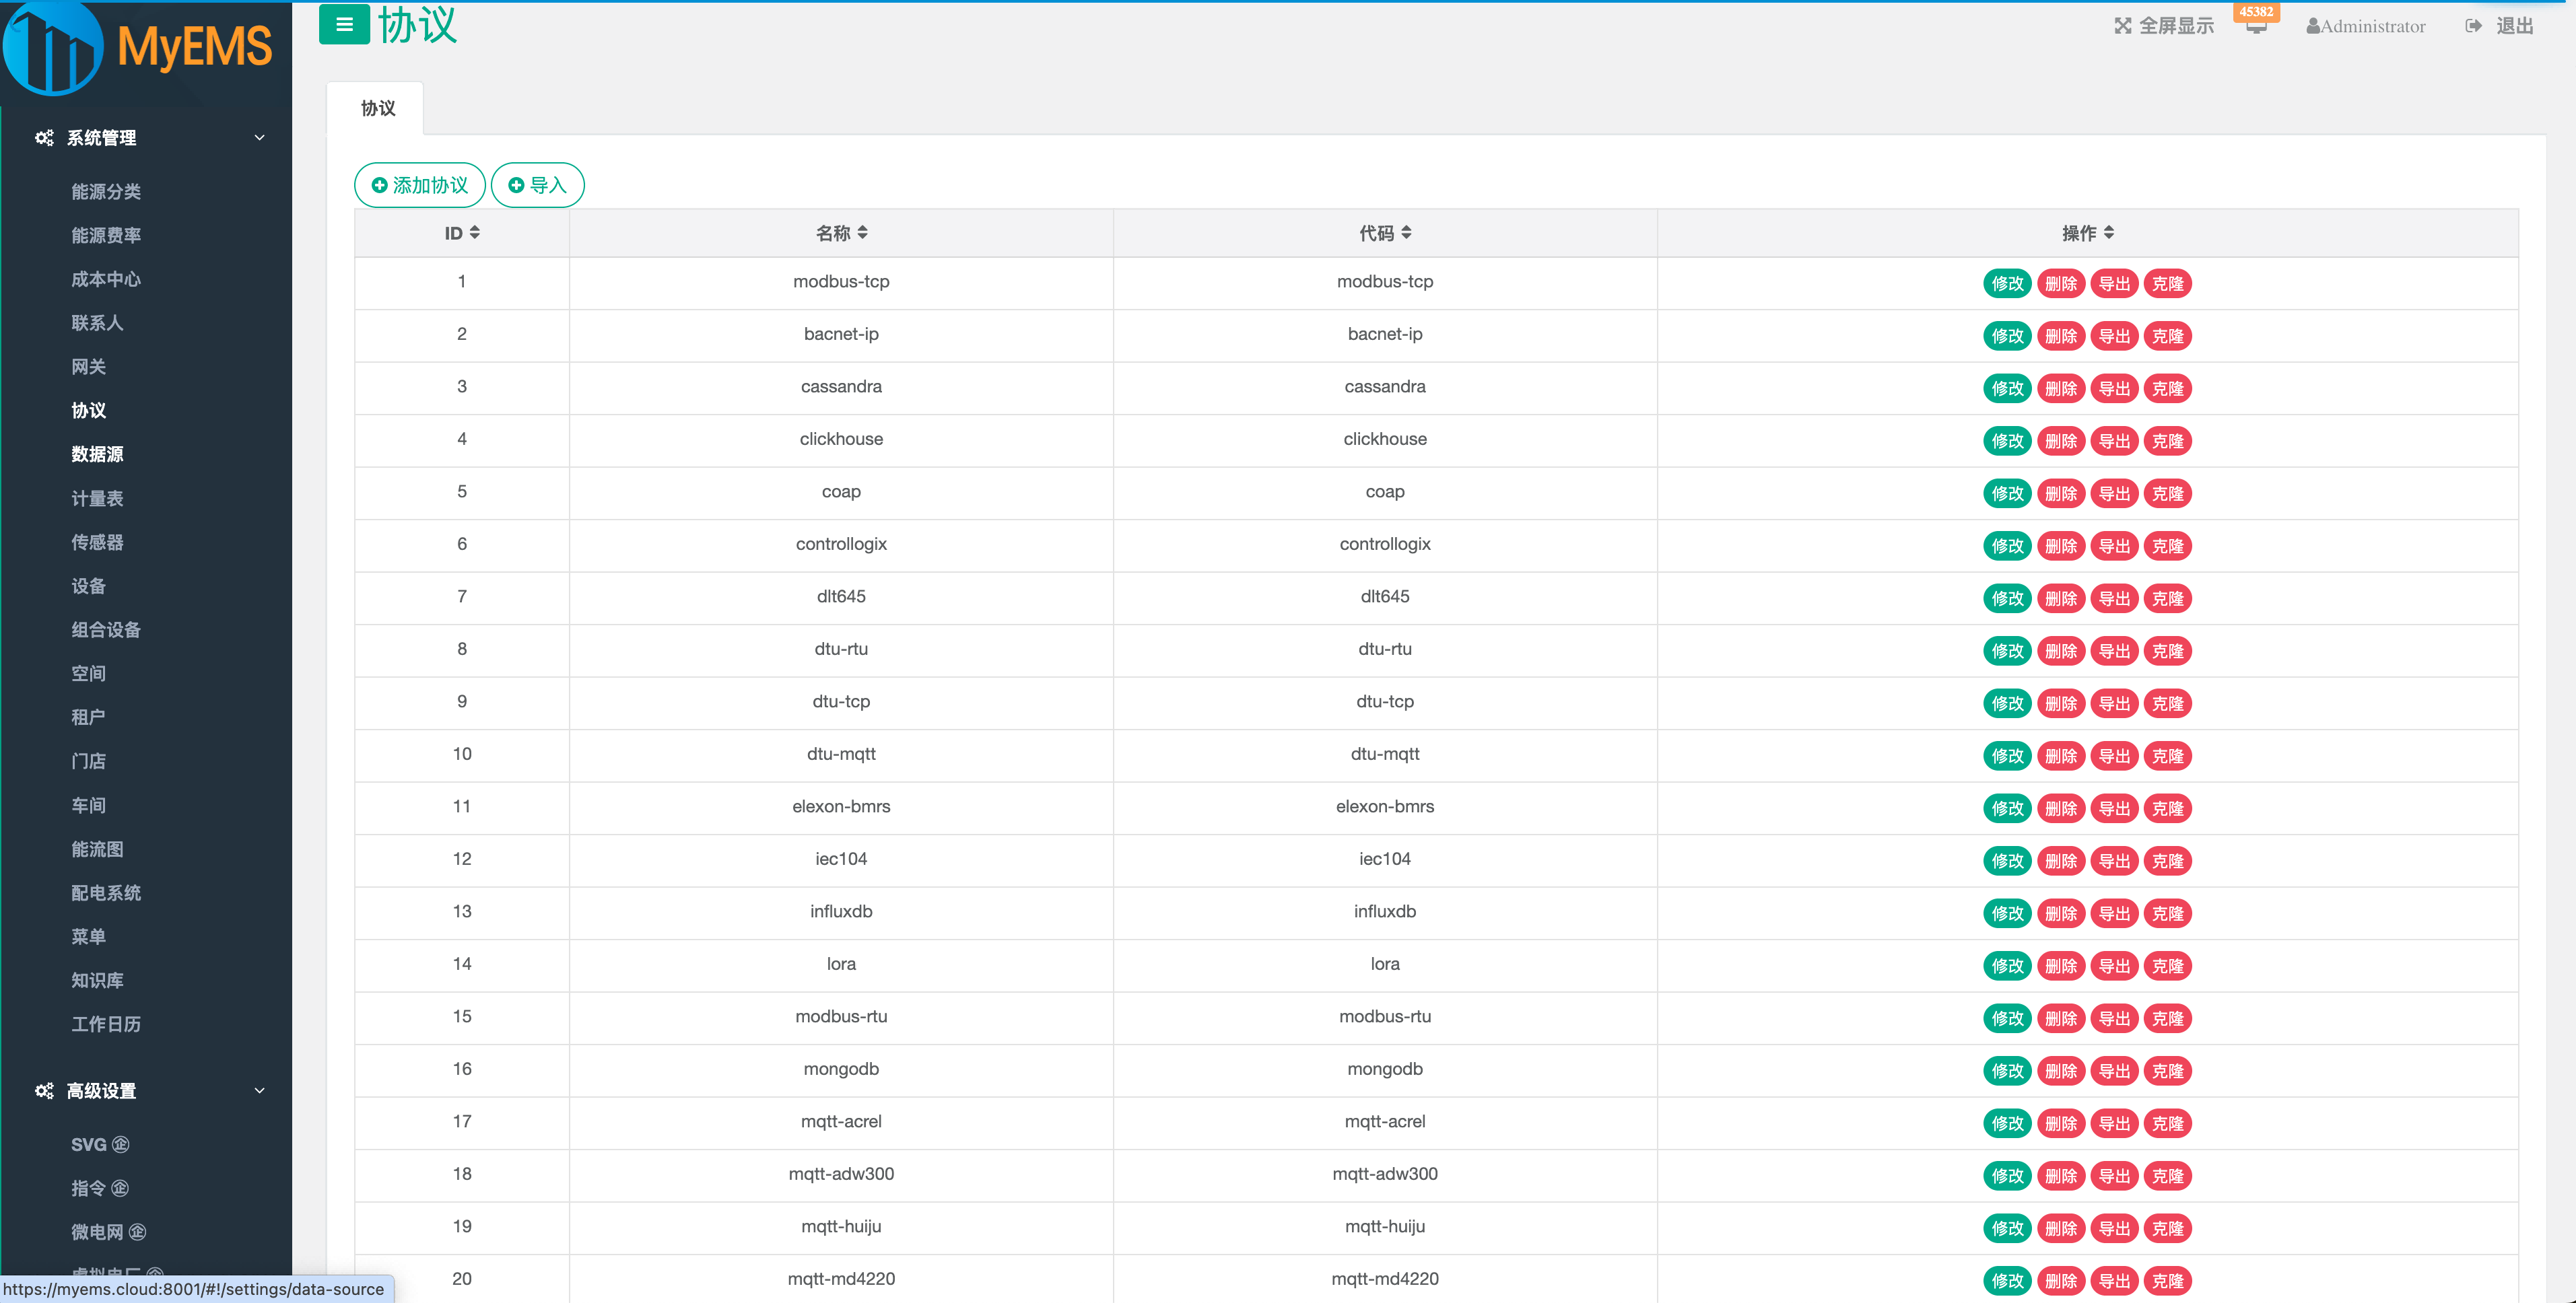 MyEMS
协议
全屏显示
45382
Administrator
退出
系统管理
能源分类
能源费率
成本中心
联系人
网关
协议
数据源
计量表
传感器
设备
组合设备
空间
租户
门店
车间
能流图
配电系统
菜单
知识库
工作日历
高级设置
SVG ㊭
指令 ㊭
微电网 ㊭
虚拟电厂 ㊭
https://myems.cloud:8001/#!/settings/data-source
协议
添加协议 导入
ID 名称 代码 操作
1 modbus-tcp modbus-tcp 修改 删除 导出 克隆
2 bacnet-ip bacnet-ip 修改 删除 导出 克隆
3 cassandra cassandra 修改 删除 导出 克隆
4 clickhouse clickhouse 修改 删除 导出 克隆
5 coap coap 修改 删除 导出 克隆
6 controllogix controllogix 修改 删除 导出 克隆
7 dlt645 dlt645 修改 删除 导出 克隆
8 dtu-rtu dtu-rtu 修改 删除 导出 克隆
9 dtu-tcp dtu-tcp 修改 删除 导出 克隆
10 dtu-mqtt dtu-mqtt 修改 删除 导出 克隆
11 elexon-bmrs elexon-bmrs 修改 删除 导出 克隆
12 iec104 iec104 修改 删除 导出 克隆
13 influxdb influxdb 修改 删除 导出 克隆
14 lora lora 修改 删除 导出 克隆
15 modbus-rtu modbus-rtu 修改 删除 导出 克隆
16 mongodb mongodb 修改 删除 导出 克隆
17 mqtt-acrel mqtt-acrel 修改 删除 导出 克隆
18 mqtt-adw300 mqtt-adw300 修改 删除 导出 克隆
19 mqtt-huiju mqtt-huiju 修改 删除 导出 克隆
20 mqtt-md4220 mqtt-md4220 修改 删除 导出 克隆